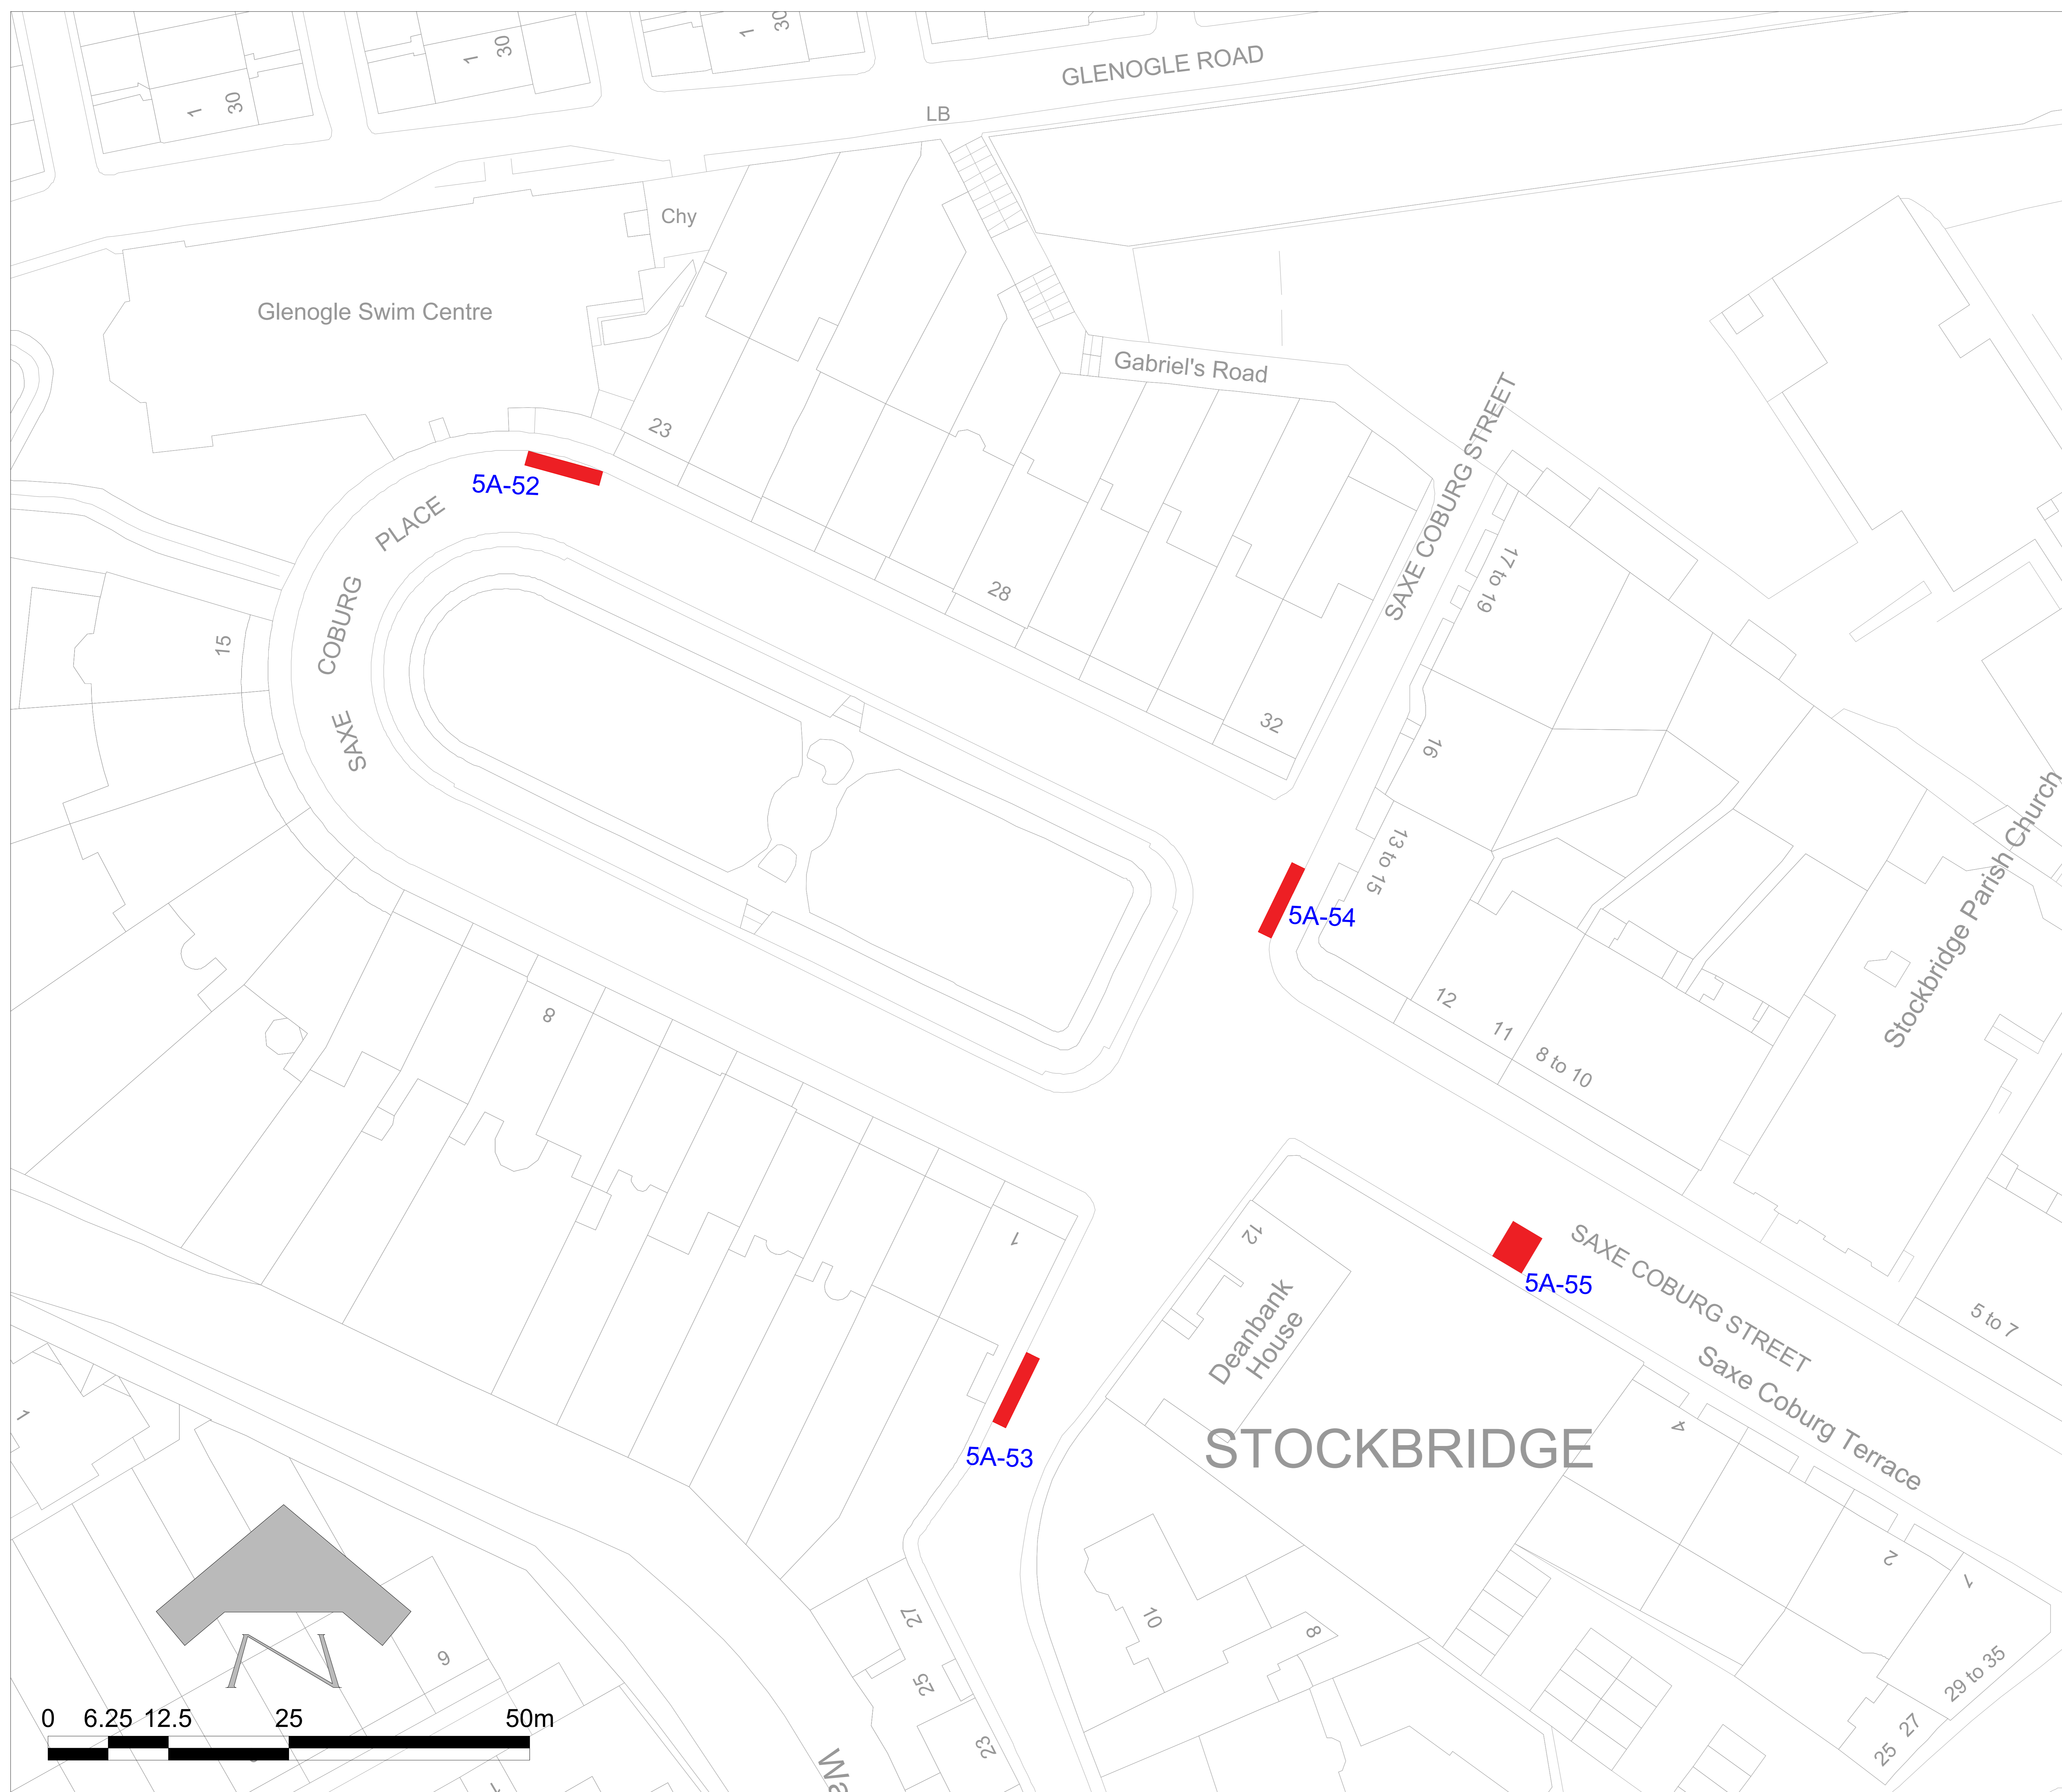 1
30
1
30
1
30
GLENOGLE ROAD
LB
Chy
Glenogle Swim Centre
Gabriel's Road
SAXE COBURG STREET
23
5A-52
SAXE COBURG PLACE
17 to 19
28
15
32
16
13 to 15
Stockbridge Parish Church
5A-54
12
11
8 to 10
8
1
12
Deanbank
House
5A-55
SAXE COBURG STREET
Saxe Coburg Terrace
5 to 7
5A-53
STOCKBRIDGE
4
2
1
1
10
8
27
25
23
6
29 to 35
27
25
N
0 6.25 12.5 25 50m